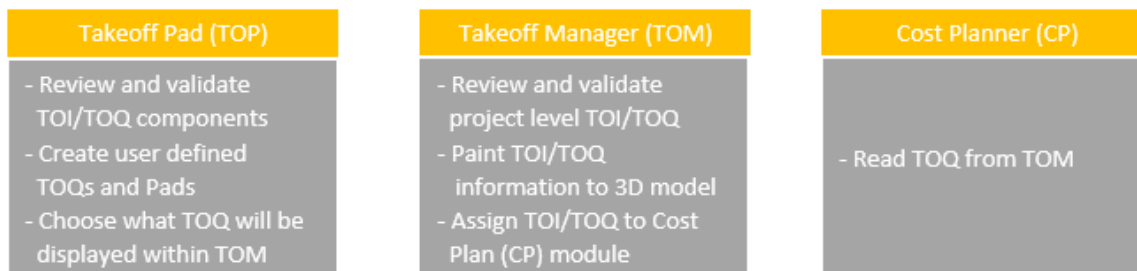 Takeoff Pad (TOP)
- Review and validate
TOI/TOQ components
- Create user defined
TOQs and Pads
- Choose what TOQ will be
displayed within TOM
Takeoff Manager (TOM)
- Review and validate
project level TOI/TOQ
- Paint TOI/TOQ
information to 3D model
- Assign TOI/TOQ to Cost
Plan (CP) module
Cost Planner (CP)
- Read TOQ from TOM